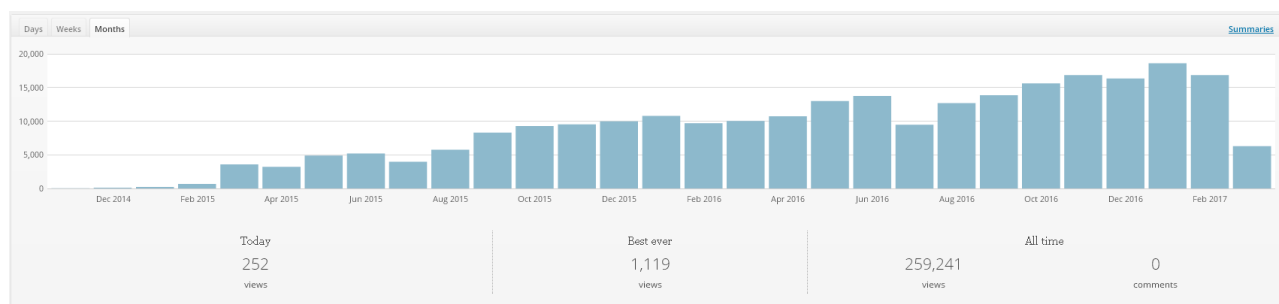 Days Weeks Months Summaries
20,000
15,000
10,000
5,000
0
Dec 2014 Feb 2015 Apr 2015 Jun 2015 Aug 2015 Oct 2015 Dec 2015 Feb 2016 Apr 2016 Jun 2016 Aug 2016 Oct 2016 Dec 2016 Feb 2017
Today Best ever All time
252 1,119 259,241 0
views views views comments